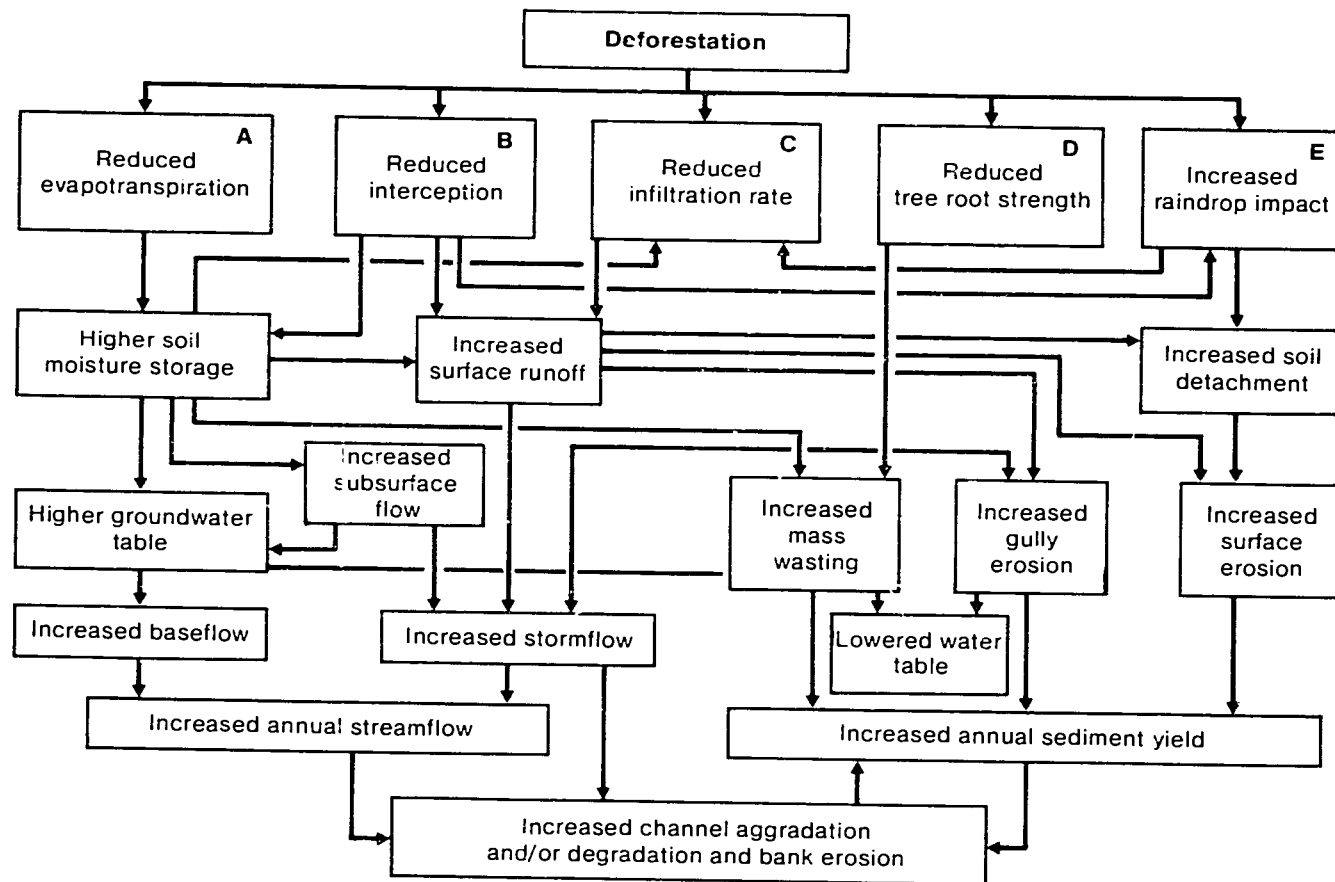 Deforestation
A
Reduced
evapotranspiration
B
Reduced
interception
C
Reduced
infiltration rate
D
Reduced
tree root strength
E
Increased
raindrop impact
Higher soil
moisture storage
Increased
surface runoff
Increased soil
detachment
Increased
subsurface
flow
Higher groundwater
table
Increased
mass
wasting
Increased
gully
erosion
Increased
surface
erosion
Increased baseflow
Increased stormflow
Lowered water
table
Increased annual streamflow
Increased annual sediment yield
Increased channel aggradation
and/or degradation and bank erosion